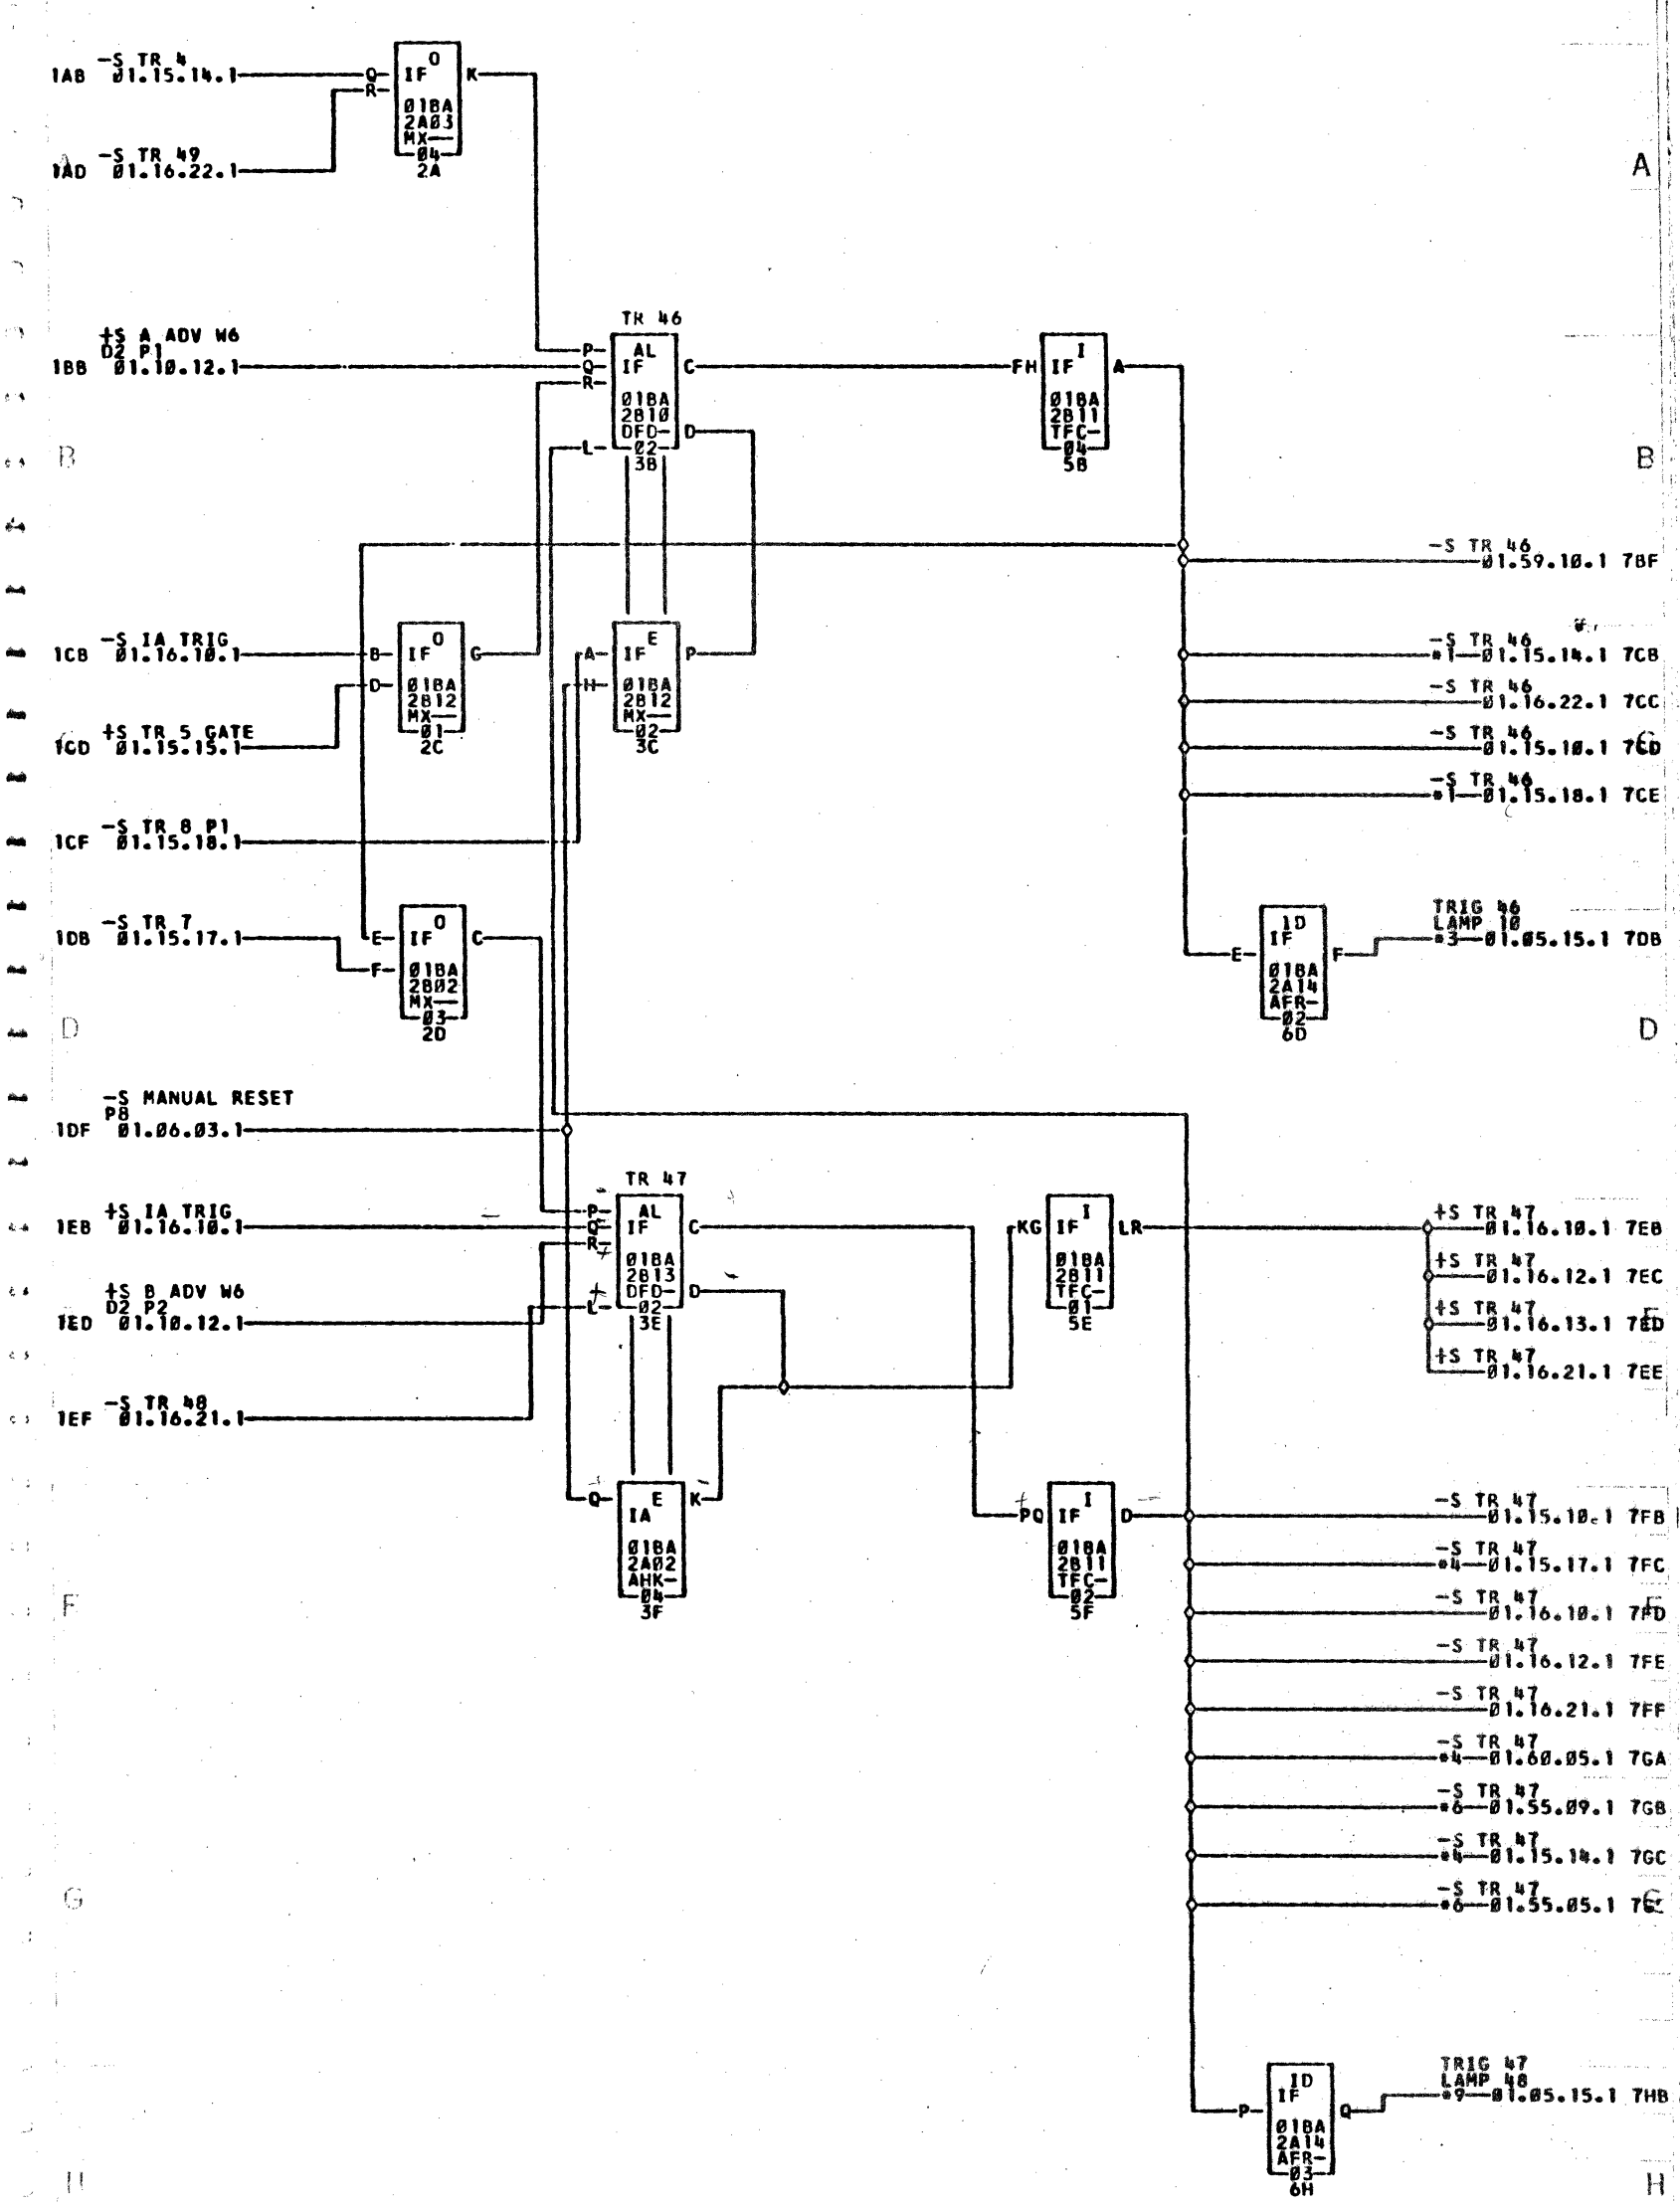 -S TR 4
1AB 01.15.14.1 Q IF O K
R
01BA
2A03
MX—
04
2A
-S TR 49
1AD 01.16.22.1
A
TR 46
+S A ADV W6
D2 P1
1BB 01.10.12.1
P AL
Q IF C
R
01BA
2B10
DFD- D
L 02
3B
FH IF I A
01BA
2B11
TFC-
04
5B
B B
-S TR 46
01.59.10.1 7BF
-S IA TRIG
1CB 01.16.10.1 B IF O G
D
01BA
2B12
MX—
01
2C
A IF E P
H 01BA
2B12
MX—
02
3C
-S TR 46
*1—01.15.14.1 7CB
-S TR 46
01.16.22.1 7CC
+S TR 5 GATE
1CD 01.15.15.1
-S TR 46
01.15.10.1 7CD
-S TR 46
*1—01.15.18.1 7CE
-S TR 8 P1
1CF 01.15.18.1
-S TR 7
1DB 01.15.17.1 E IF O C
F 01BA
2B02
MX—
03
2D
E ID
IF F
01BA
2A14
AFR-
02
6D
TRIG 46
LAMP 10
*3—01.05.15.1 7DB
D D
-S MANUAL RESET
P8
1DF 01.06.03.1
TR 47
+S IA TRIG
1EB 01.16.10.1
P AL
Q IF C
R
01BA
2B13
DFD- D
L 02
3E
KG IF I LR
01BA
2B11
TFC-
01
5E
+S TR 47
01.16.10.1 7EB
+S TR 47
01.16.12.1 7EC
+S B ADV W6
D2 P2
1ED 01.10.12.1
+S TR 47
01.16.13.1 7ED
+S TR 47
01.16.21.1 7EE
-S TR 48
1EF 01.16.21.1
Q E K
IA
01BA
2A02
AHK-
04
3F
PQ IF I D
01BA
2B11
TFC-
02
5F
-S TR 47
01.15.10.1 7FB
-S TR 47
*4—01.15.17.1 7FC
F
-S TR 47
01.16.10.1 7FD
-S TR 47
01.16.12.1 7FE
-S TR 47
01.16.21.1 7FF
-S TR 47
*4—01.60.05.1 7GA
-S TR 47
*6—01.55.09.1 7GB
-S TR 47
*4—01.15.14.1 7GC
G
-S TR 47
*6—01.55.05.1
P ID
IF Q
01BA
2A14
AFR-
03
6H
TRIG 47
LAMP 48
*9—01.05.15.1 7HB
H H